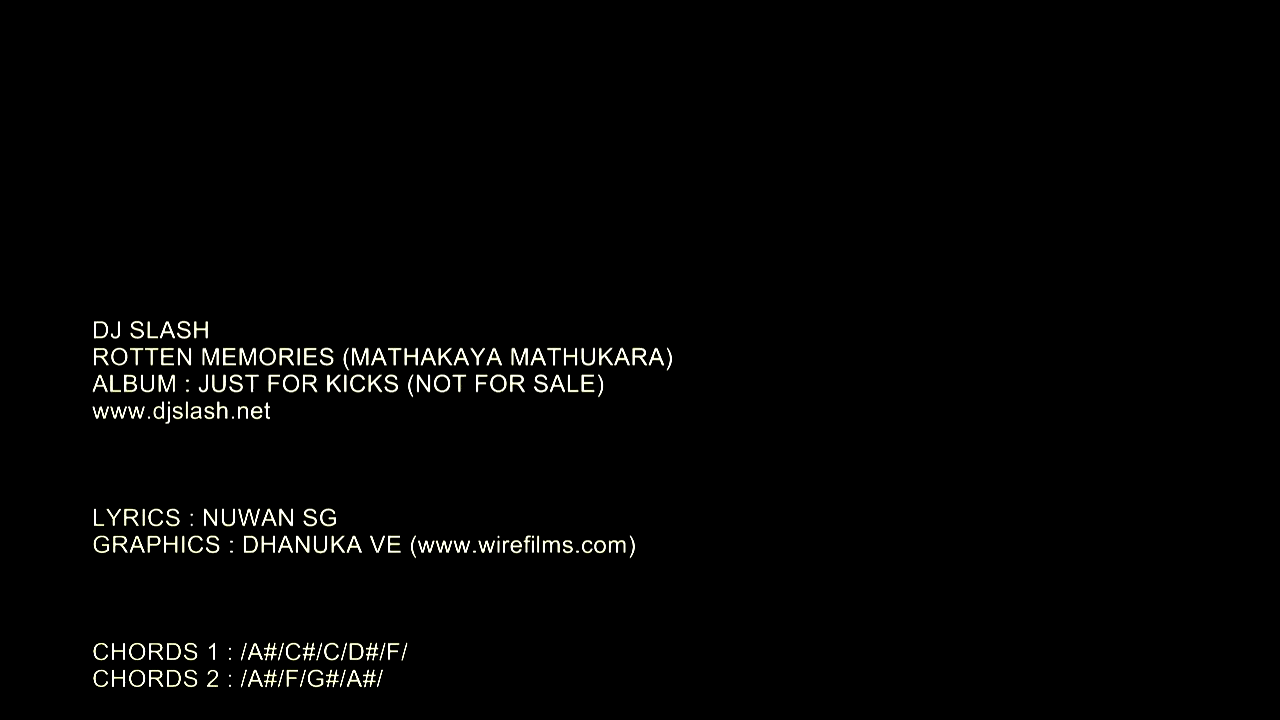 DJ SLASH
ROTTEN MEMORIES (MATHAKAYA MATHUKARA)
ALBUM : JUST FOR KICKS (NOT FOR SALE)
www.djslash.net
LYRICS : NUWAN SG
GRAPHICS : DHANUKA VE (www.wirefilms.com)
CHORDS 1 : /A#/C#/C/D#/F/
CHORDS 2 : /A#/F/G#/A#/